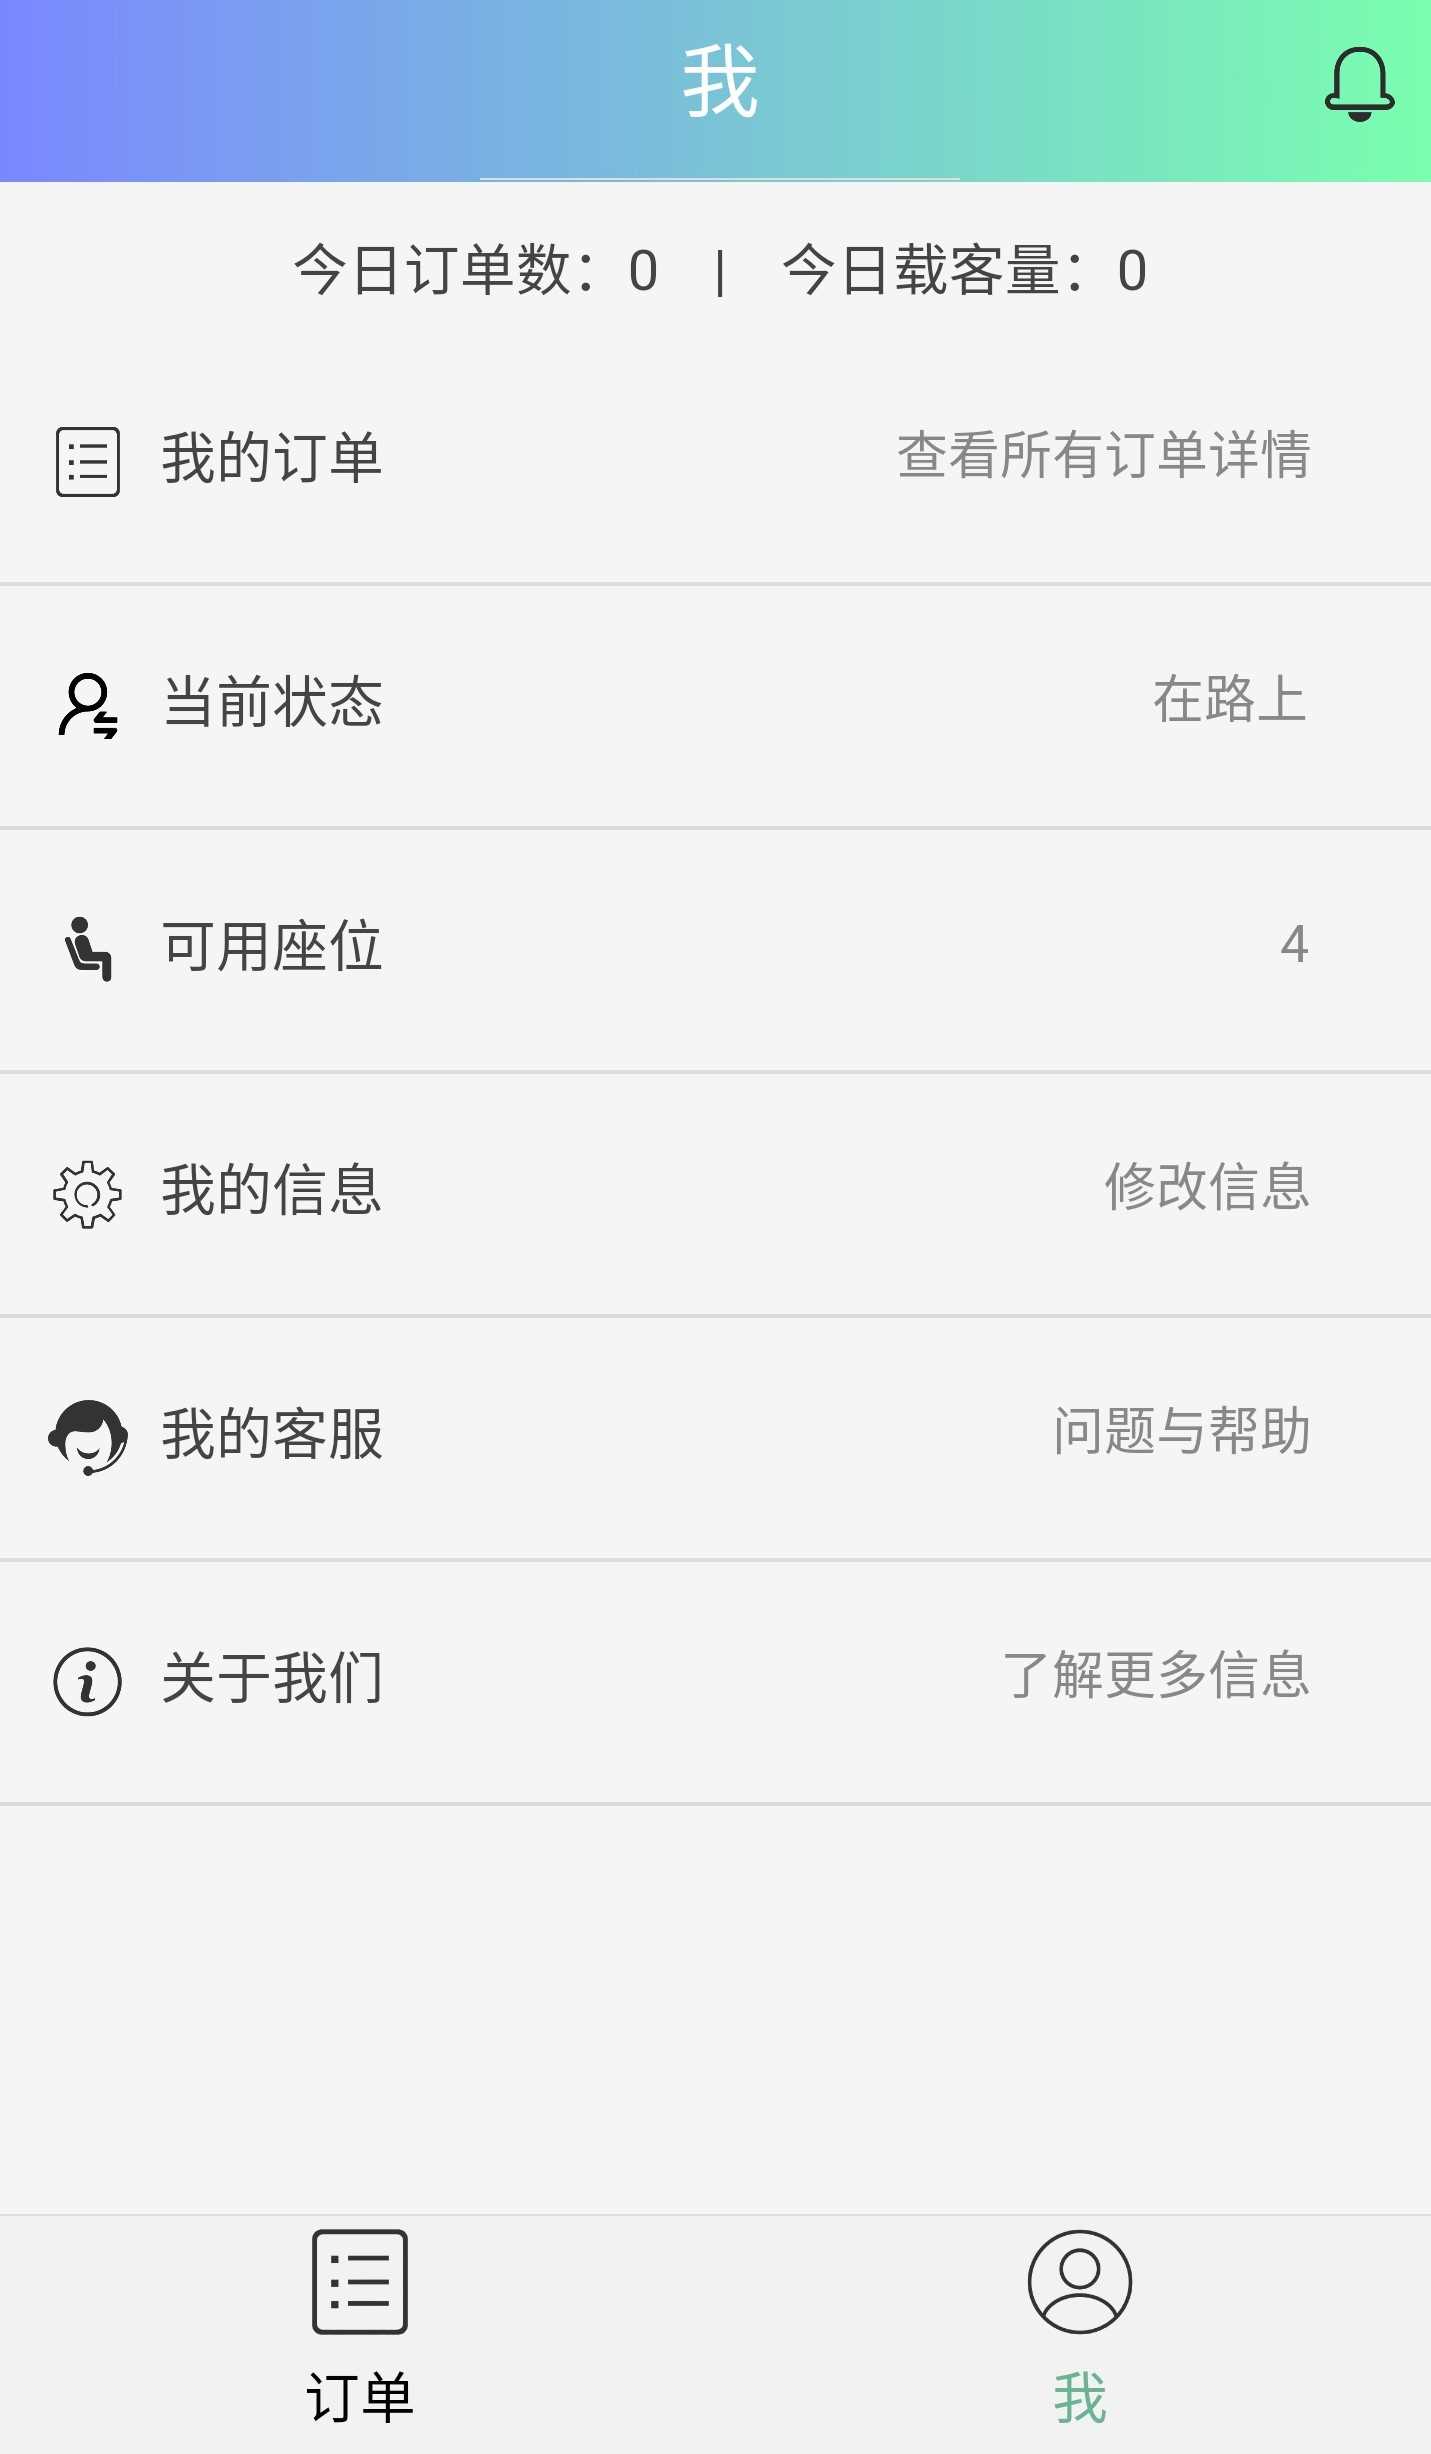 我
今日订单数：0 | 今日载客量：0
我的订单 查看所有订单详情
当前状态 在路上
可用座位 4
我的信息 修改信息
我的客服 问题与帮助
关于我们 了解更多信息
订单 我